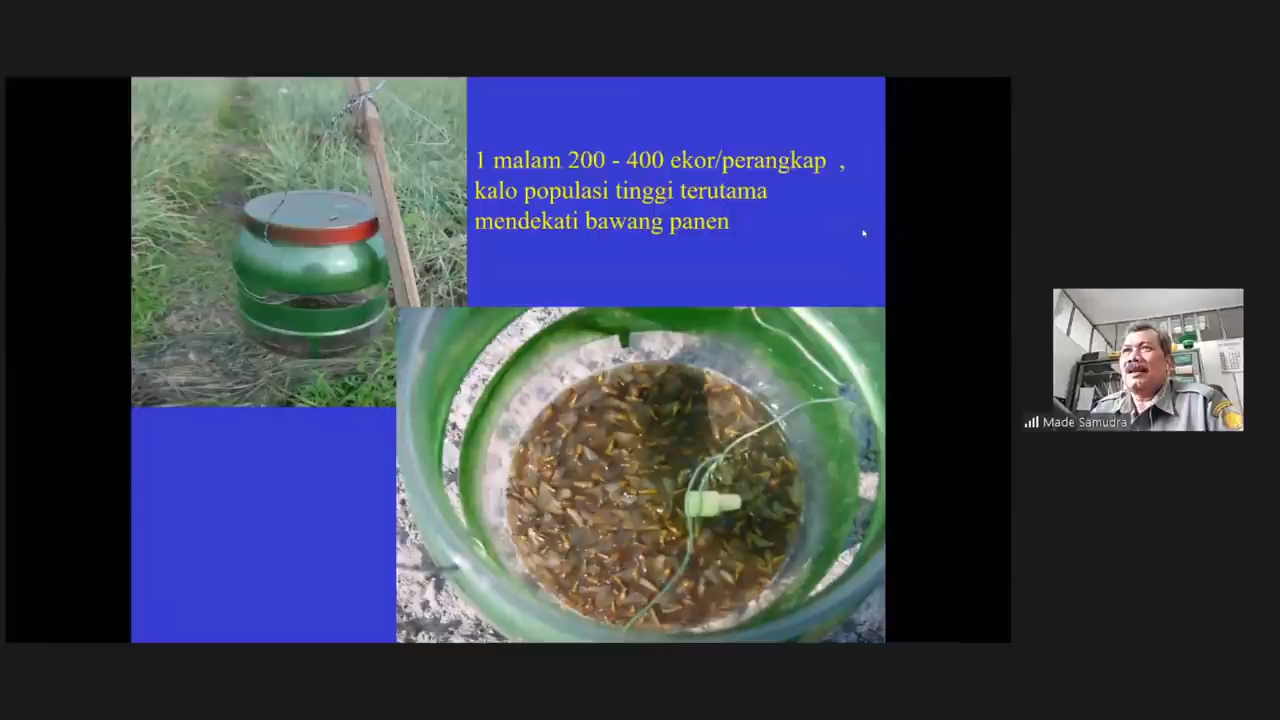 1 malam 200 - 400 ekor/perangkap ,
kalo populasi tinggi terutama
mendekati bawang panen
Made Samudra